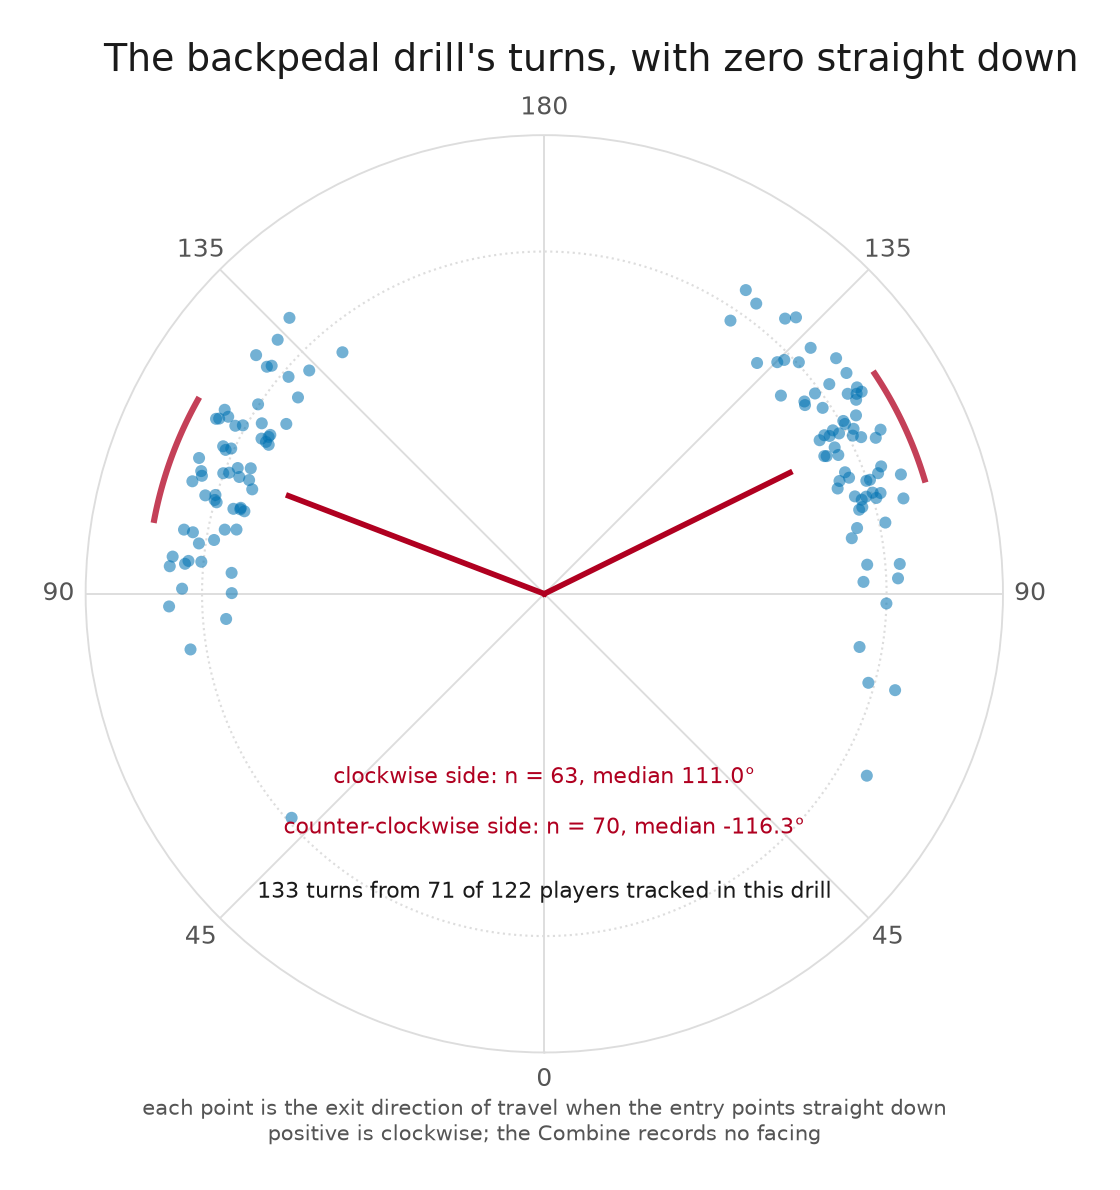 The backpedal drill's turns, with zero straight down
180
135
135
90
90
clockwise side: n = 63, median 111.0°
counter-clockwise side: n = 70, median -116.3°
133 turns from 71 of 122 players tracked in this drill
45
45
0
each point is the exit direction of travel when the entry points straight down
positive is clockwise; the Combine records no facing